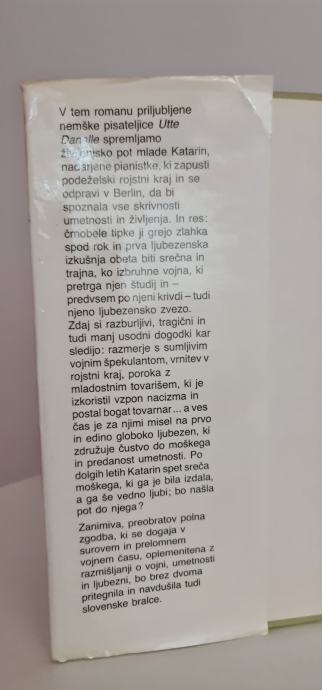 V tem romanu priljubljene
nemške pisateljice Utte
Danelle spremljamo
življenjsko pot mlade Katarin,
nadarjene pianistke, ki zapusti
podeželski rojstni kraj in se
odpravi v Berlin, da bi
spoznala vse skrivnosti
umetnosti in življenja. In res:
črnobele tipke ji grejo zlahka
spod rok in prva ljubezenska
izkušnja obeta biti srečna in
trajna, ko izbruhne vojna, ki
pretrga njen študij in –
predvsem po njeni krivdi – tudi
njeno ljubezensko zvezo.
Zdaj si razburljivi, tragični in
tudi manj usodni dogodki kar
sledijo: razmerje s sumljivim
vojnim špekulantom, vrnitev v
rojstni kraj, poroka z
mladostnim tovarišem, ki je
izkoristil vzpon nacizma in
postal bogat tovarnar... a ves
čas je za njimi misel na prvo
in edino globoko ljubezen, ki
združuje čustvo do moškega
in predanost umetnosti. Po
dolgih letih Katarin spet sreča
moškega, ki ga je bila izdala,
a ga še vedno ljubi; bo našla
pot do njega?
Zanimiva, preobratov polna
zgodba, ki se dogaja v
surovem in prelomnem
vojnem času, oplemenitena z
razmišljanji o vojni, umetnosti
in ljubezni, bo brez dvoma
pritegnila in navdušila tudi
slovenske bralce.